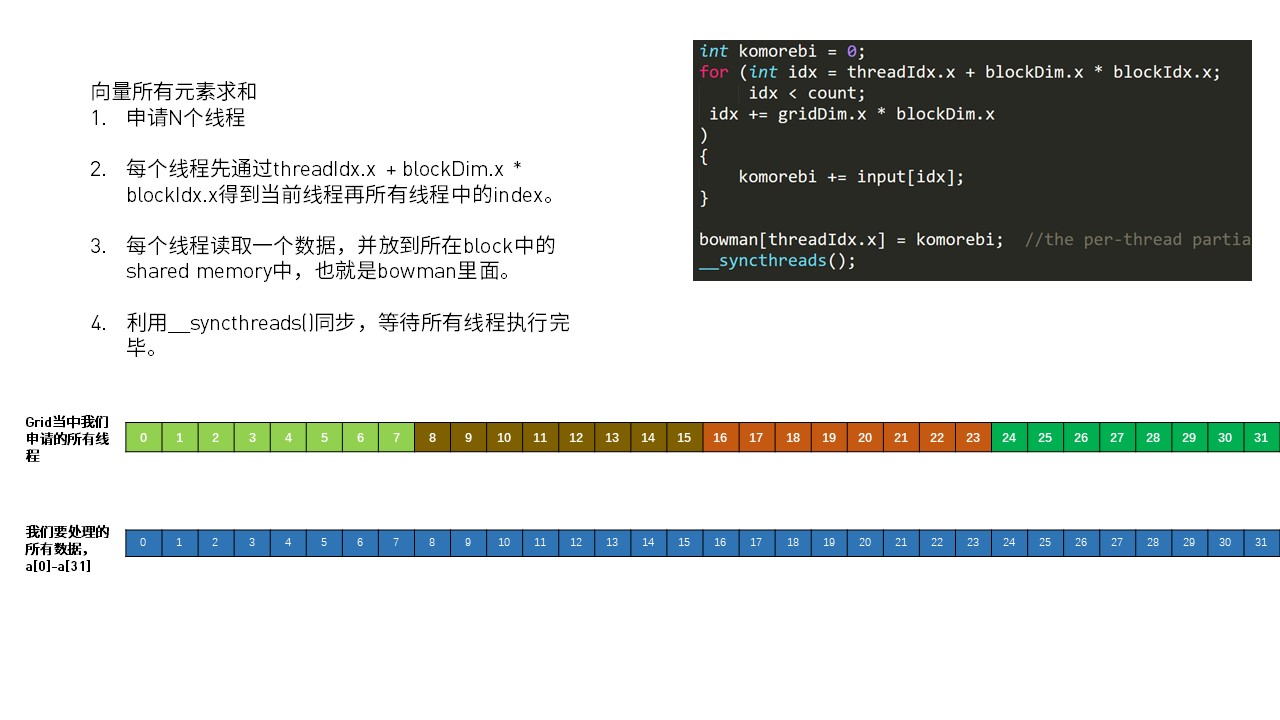 向量所有元素求和
1. 申请N个线程
2. 每个线程先通过threadIdx.x + blockDim.x *
blockIdx.x得到当前线程再所有线程中的index。
3. 每个线程读取一个数据，并放到所在block中的
shared memory中，也就是bowman里面。
4. 利用__syncthreads()同步，等待所有线程执行完
毕。
int komorebi = 0;
for (int idx = threadIdx.x + blockDim.x * blockIdx.x;
idx < count;
idx += gridDim.x * blockDim.x
)
{
komorebi += input[idx];
}
bowman[threadIdx.x] = komorebi; //the per-thread partia
__syncthreads();
Grid当中我们
申请的所有线
程
0 1 2 3 4 5 6 7 8 9 10 11 12 13 14 15 16 17 18 19 20 21 22 23 24 25 26 27 28 29 30 31
我们要处理的
所有数据，
a[0]-a[31]
0 1 2 3 4 5 6 7 8 9 10 11 12 13 14 15 16 17 18 19 20 21 22 23 24 25 26 27 28 29 30 31